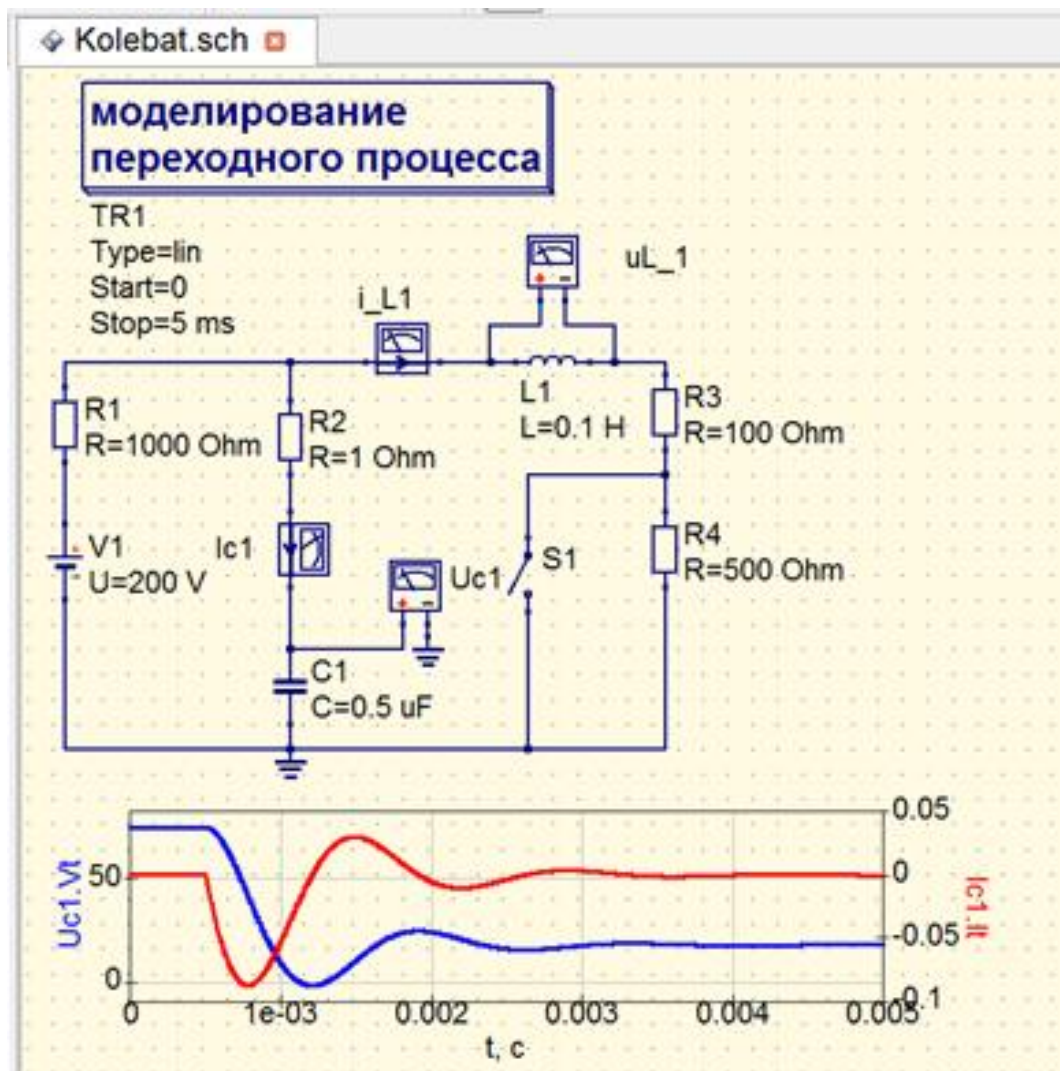 Kolebat.sch
моделирование
переходного процесса
TR1
Type=lin
Start=0
Stop=5 ms
i_L1
uL_1
R1
R=1000 Ohm
R2
R=1 Ohm
L1
L=0.1 H
R3
R=100 Ohm
V1
U=200 V
Ic1
Uc1
S1
R4
R=500 Ohm
C1
C=0.5 uF
Uc1.Vt
50
0
0.05
0
-0.05
-0.1
Ic1.It
0
1e-03
0.002
0.003
0.004
0.005
t, c